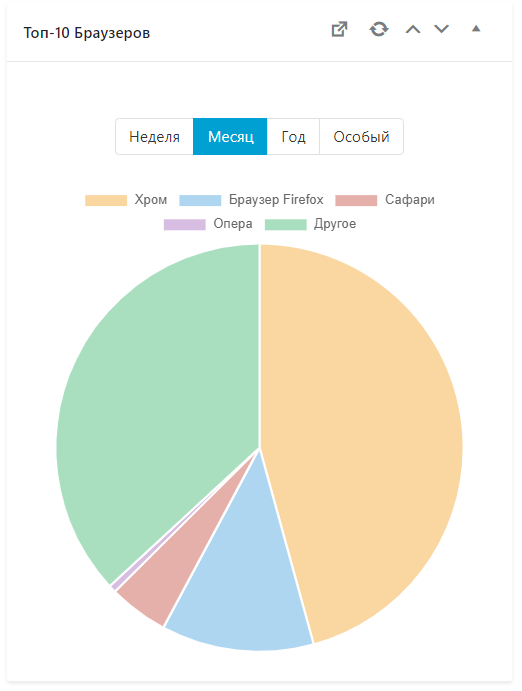 Топ-10 Браузеров
Неделя Месяц Год Особый
Хром Браузер Firefox Сафари
Опера Другое